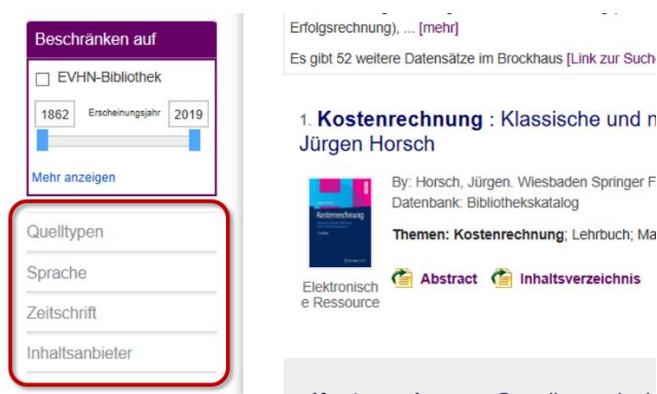 Beschränken auf
EVHN-Bibliothek
1862 Erscheinungsjahr 2019
Mehr anzeigen
Quelltypen
Sprache
Zeitschrift
Inhaltsanbieter
Erfolgsrechnung), ... [mehr]
Es gibt 52 weitere Datensätze im Brockhaus [Link zur Suche
1. Kostenrechnung : Klassische und n
Jürgen Horsch
Kostenrechnung
By: Horsch, Jürgen. Wiesbaden Springer F
Datenbank: Bibliothekskatalog
Themen: Kostenrechnung; Lehrbuch; Ma
Elektronisch
e Ressource
Abstract Inhaltsverzeichnis